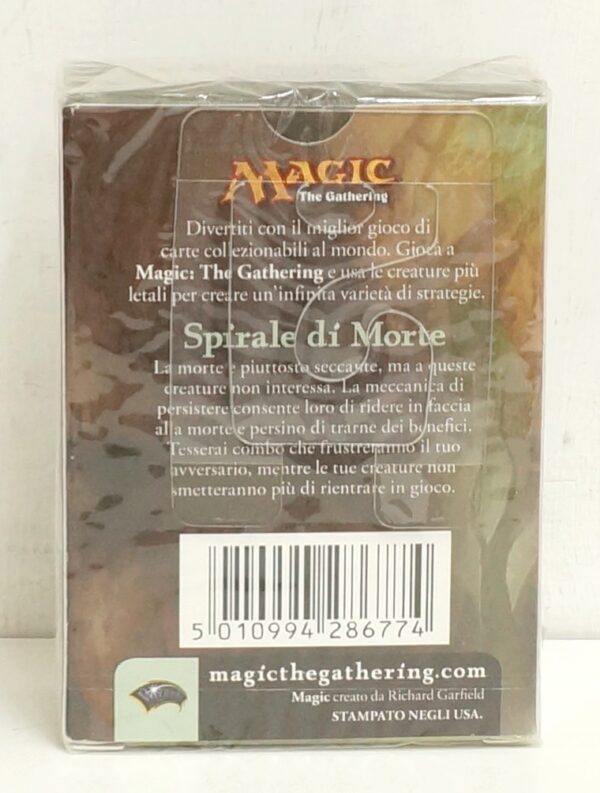 MAGIC
The Gathering
Divertiti con il miglior gioco di
carte collezionabili al mondo. Gioca a
Magic: The Gathering e usa le creature più
letali per creare un'infinita varietà di strategie.
Spirale di Morte
La morte è piuttosto seccante, ma a queste
creature non interessa. La meccanica di
persistere consente loro di ridere in faccia
alla morte e persino di trarne dei benefici.
Tesserai combo che frustreranno il tuo
avversario, mentre le tue creature non
smetteranno più di rientrare in gioco.
5 010994 286774
magicthegathering.com
Magic creato da Richard Garfield
STAMPATO NEGLI USA.